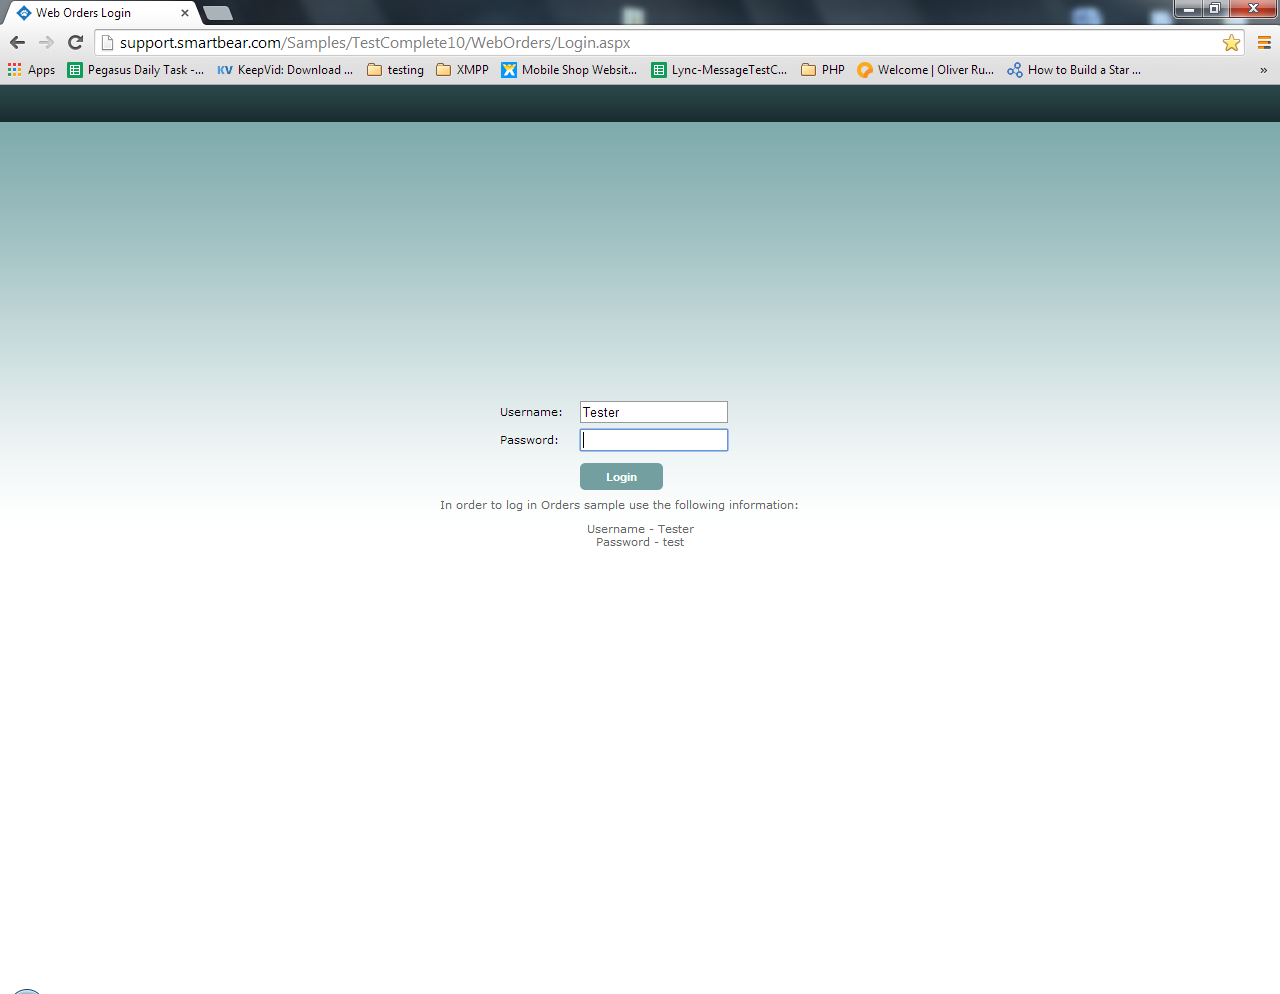 Web Orders Login
support.smartbear.com/Samples/TestComplete10/WebOrders/Login.aspx
Apps Pegasus Daily Task -... KV KeepVid: Download ... testing XMPP Mobile Shop Websit... Lync-MessageTestC... PHP Welcome | Oliver Ru... How to Build a Star ... »
Username: Tester
Password:
Login
In order to log in Orders sample use the following information:
Username - Tester
Password - test